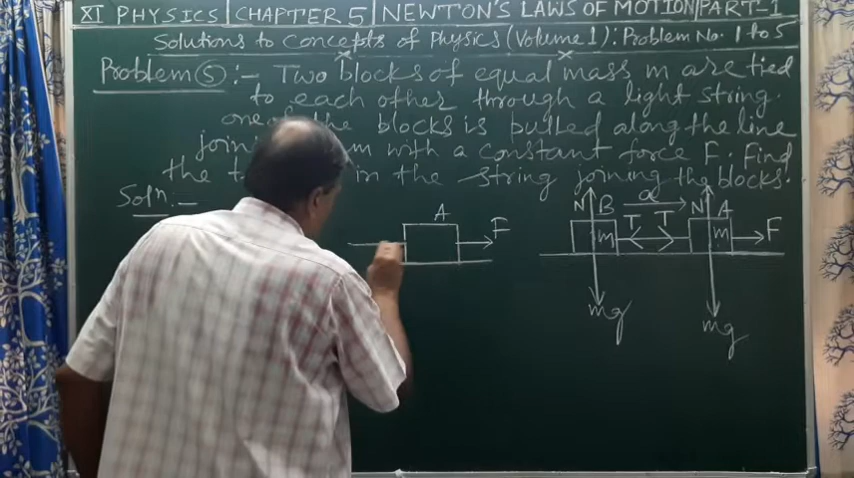 XI PHYSICS | CHAPTER 5 | NEWTON'S LAWS OF MOTION | PART-1
Solutions to Concepts of Physics (Volume 1): Problem No. 1 to 5
Problem 5 :- Two blocks of equal mass m are tied
to each other through a light string.
one the blocks is pulled along the line
join m with a constant force F. Find
the in the string joining the blocks.
Soln. -
A
F
N B a N A
T T F
m m
mg mg